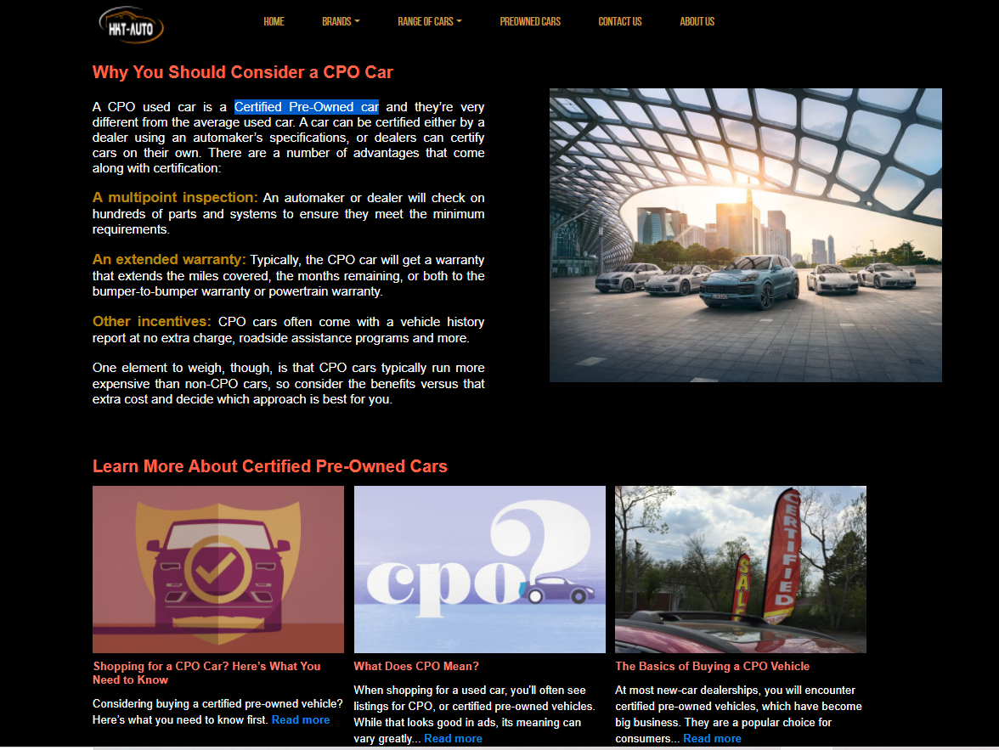 HKT-AUTO
HOME
BRANDS
RANGE OF CARS
PREOWNED CARS
CONTACT US
ABOUT US
Why You Should Consider a CPO Car
A CPO used car is a Certified Pre-Owned car and they’re very
different from the average used car. A car can be certified either by a
dealer using an automaker’s specifications, or dealers can certify
cars on their own. There are a number of advantages that come
along with certification:
A multipoint inspection: An automaker or dealer will check on
hundreds of parts and systems to ensure they meet the minimum
requirements.
An extended warranty: Typically, the CPO car will get a warranty
that extends the miles covered, the months remaining, or both to the
bumper-to-bumper warranty or powertrain warranty.
Other incentives: CPO cars often come with a vehicle history
report at no extra charge, roadside assistance programs and more.
One element to weigh, though, is that CPO cars typically run more
expensive than non-CPO cars, so consider the benefits versus that
extra cost and decide which approach is best for you.
Learn More About Certified Pre-Owned Cars
cpo?
SALE
CERTIFIED
Shopping for a CPO Car? Here’s What You
Need to Know
Considering buying a certified pre-owned vehicle?
Here’s what you need to know first. Read more
What Does CPO Mean?
When shopping for a used car, you’ll often see
listings for CPO, or certified pre-owned vehicles.
While that looks good in ads, its meaning can
vary greatly... Read more
The Basics of Buying a CPO Vehicle
At most new-car dealerships, you will encounter
certified pre-owned vehicles, which have become
big business. They are a popular choice for
consumers... Read more